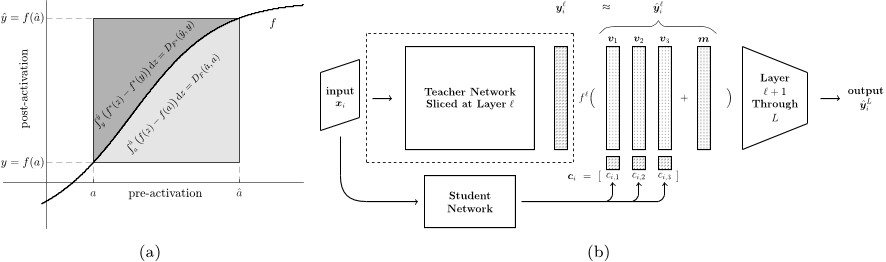 ŷ = f(â)
f
post-activation
∫_y^ŷ (f*(z) − f*(y)) dz = D_F*(ŷ, y)
∫_a^â (f(z) − f(a)) dz = D_F(â, a)
y = f(a)
a
pre-activation
â
(a)
y_i^ℓ ≈ ŷ_i^ℓ
v_1 v_2 v_3 m
input
x_i
Teacher Network
Sliced at Layer ℓ
f^ℓ ( + )
Layer
ℓ + 1
Through
L
output
ŷ_i^L
c_i = [ c_{i,1} c_{i,2} c_{i,3} ]
Student
Network
(b)